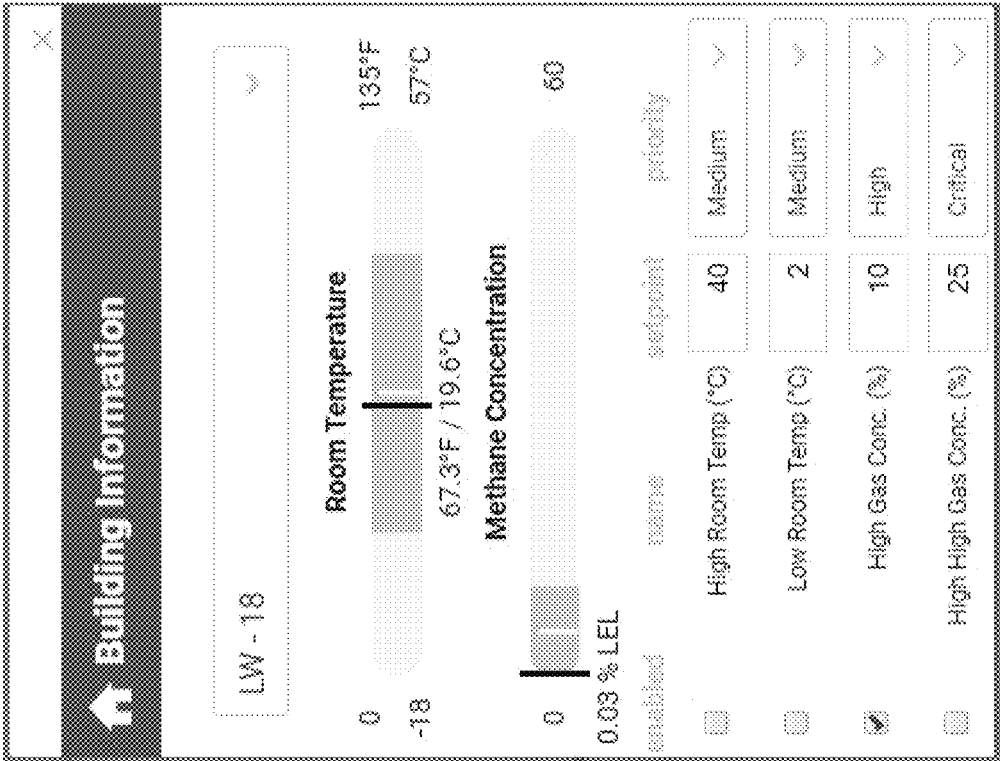 Building Information
LW - 18
Room Temperature
0 135°F
-18 57°C
67.3°F / 19.6°C
Methane Concentration
0 60
0.03 % LEL
enabled name setpoint priority
High Room Temp (°C) 40 Medium
Low Room Temp (°C) 2 Medium
High Gas Conc. (%) 10 High
High High Gas Conc. (%) 25 Critical